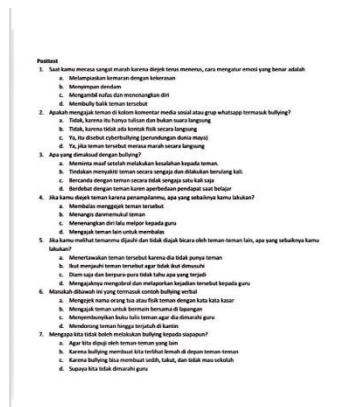 Posttest
1. Saat kamu merasa sangat marah karena diejek terus menerus, cara mengatur emosi yang benar adalah
a. Melampiaskan kemaran dengan kekerasan
b. Menyimpan dendam
c. Mengambil nafas dan menenangkan diri
d. Membully balik teman tersebut
2. Apakah mengejak teman di kolom komentar media sosial atau grup whatsapp termasuk bullying?
a. Tidak, karena itu hanya tulisan dan bukan suara langsung
b. Tidak, karena tidak ada kontak fisik secara langsung
c. Ya, itu disebut cyberbullying (perundungan dunia maya)
d. Ya, jika teman tersebut merasa marah secara langsung
3. Apa yang dimaksud dengan bullying?
a. Meminta maaf setelah melakukan kesalahan kepada teman.
b. Tindakan menyakiti teman secara sengaja dan dilakukan berulang kali.
c. Bercanda dengan teman secara tidak sengaja satu kali saja
d. Berdebat dengan teman karen aperbedaan pendapat saat belajar
4. Jika kamu diejek teman karena penampilanmu, apa yang sebaiknya kamu lakukan?
a. Membalas menggejek teman tersebut
b. Menangis danmemukul teman
c. Menenangkan diri lalu melpor kepada guru
d. Mengajak teman lain untuk membalas
5. Jika kamu melihat temanmu dijauhi dan tidak diajak bicara oleh teman-teman lain, apa yang sebaiknya kamu
lakukan?
a. Menertawakan teman tersebut karena dia tidak punya teman
b. Ikut menjauhi teman tersebut agar tidak ikut dimusuhi
c. Diam saja dan berpura-pura tidak tahu apa yang terjadi
d. Mengajaknya mengobrol dan melaporkan kejadian tersebut kepada guru
6. Manakah dibawah ini yang termasuk contoh bullying verbal
a. Mengejek nama orang tua atau fisik teman dengan kata kata kasar
b. Mengajak teman untuk bermain bersama di lapangan
c. Menyembunyikan buku tulis teman agar dia dimarahi guru
d. Mendorong teman hingga terjatuh di kantin
7. Mengapa kita tidak boleh melakukan bullying kepada siapapun?
a. Agar kita dipuji oleh teman-teman yang lain
b. Karena bullying membuat kita terlihat lemah di depan teman-teman
c. Karena bullying bisa membuat sedih, takut, dan tidak mau sekolah
d. Supaya kita tidak dimarahi guru